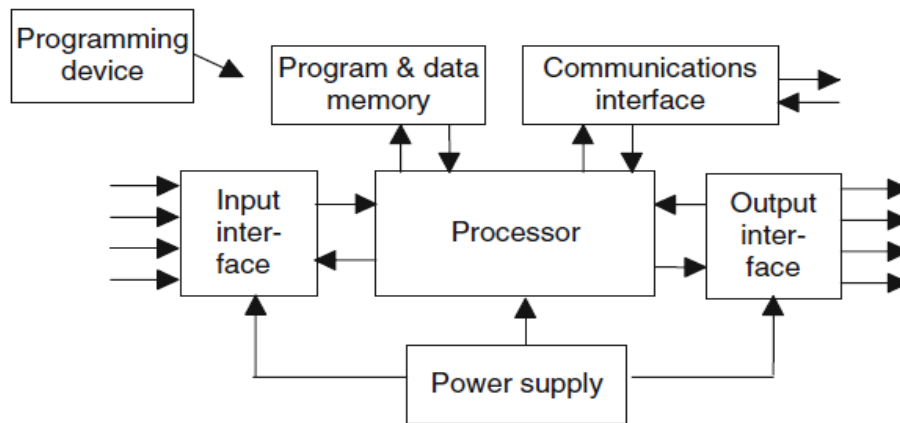 Programming
device
Program & data
memory
Communications
interface
Input
inter-
face
Processor
Output
inter-
face
Power supply